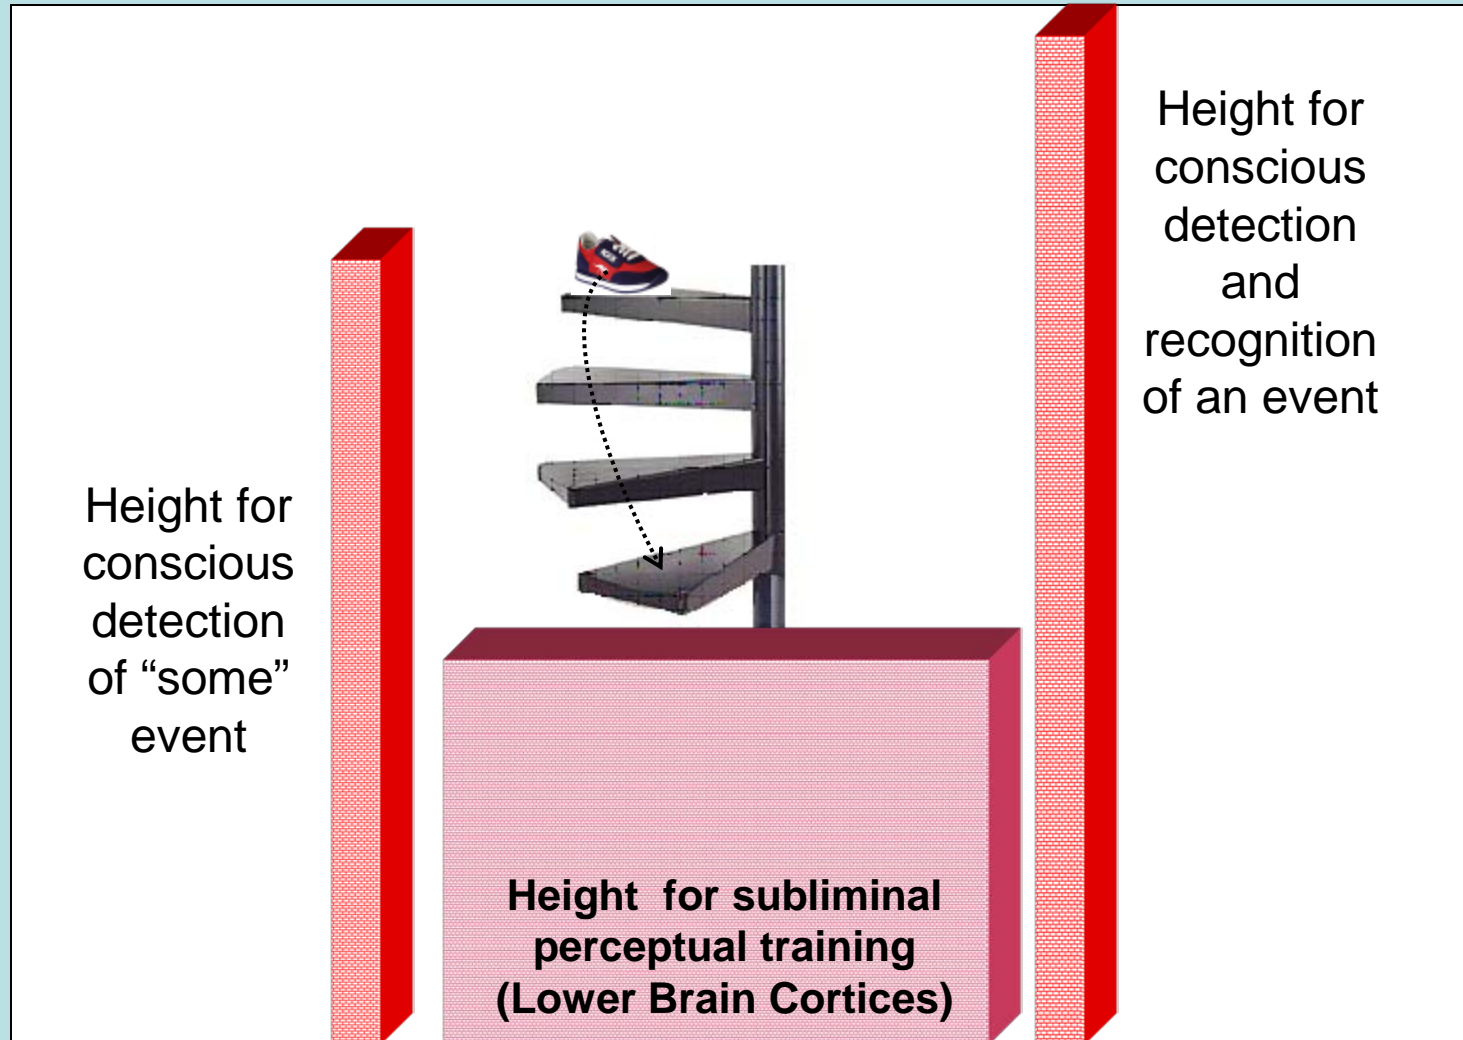 Height for
conscious
detection
and
recognition
of an event
Height for
conscious
detection
of “some”
event
Height for subliminal
perceptual training
(Lower Brain Cortices)